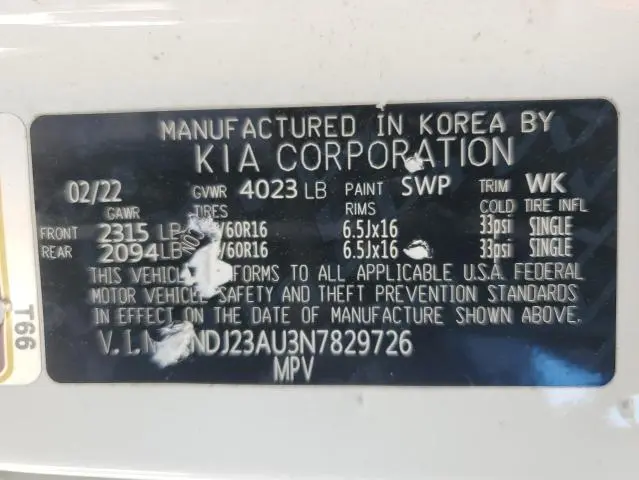 MANUFACTURED IN KOREA BY
KIA CORPORATION
02/22 GVWR 4023 LB PAINT SWP TRIM WK
GAWR TIRES RIMS COLD TIRE INFL
FRONT 2315 LB /60R16 6.5Jx16 33psi SINGLE
REAR 2094 LB /60R16 6.5Jx16 33psi SINGLE
THIS VEHICLE TO ALL APPLICABLE U.S.A. FEDERAL
MOTOR VEHICLE SAFETY AND THEFT PREVENTION STANDARDS
IN EFFECT ON THE DATE OF MANUFACTURE SHOWN ABOVE.
V.I.N NDJ23AU3N7829726
MPV
T66